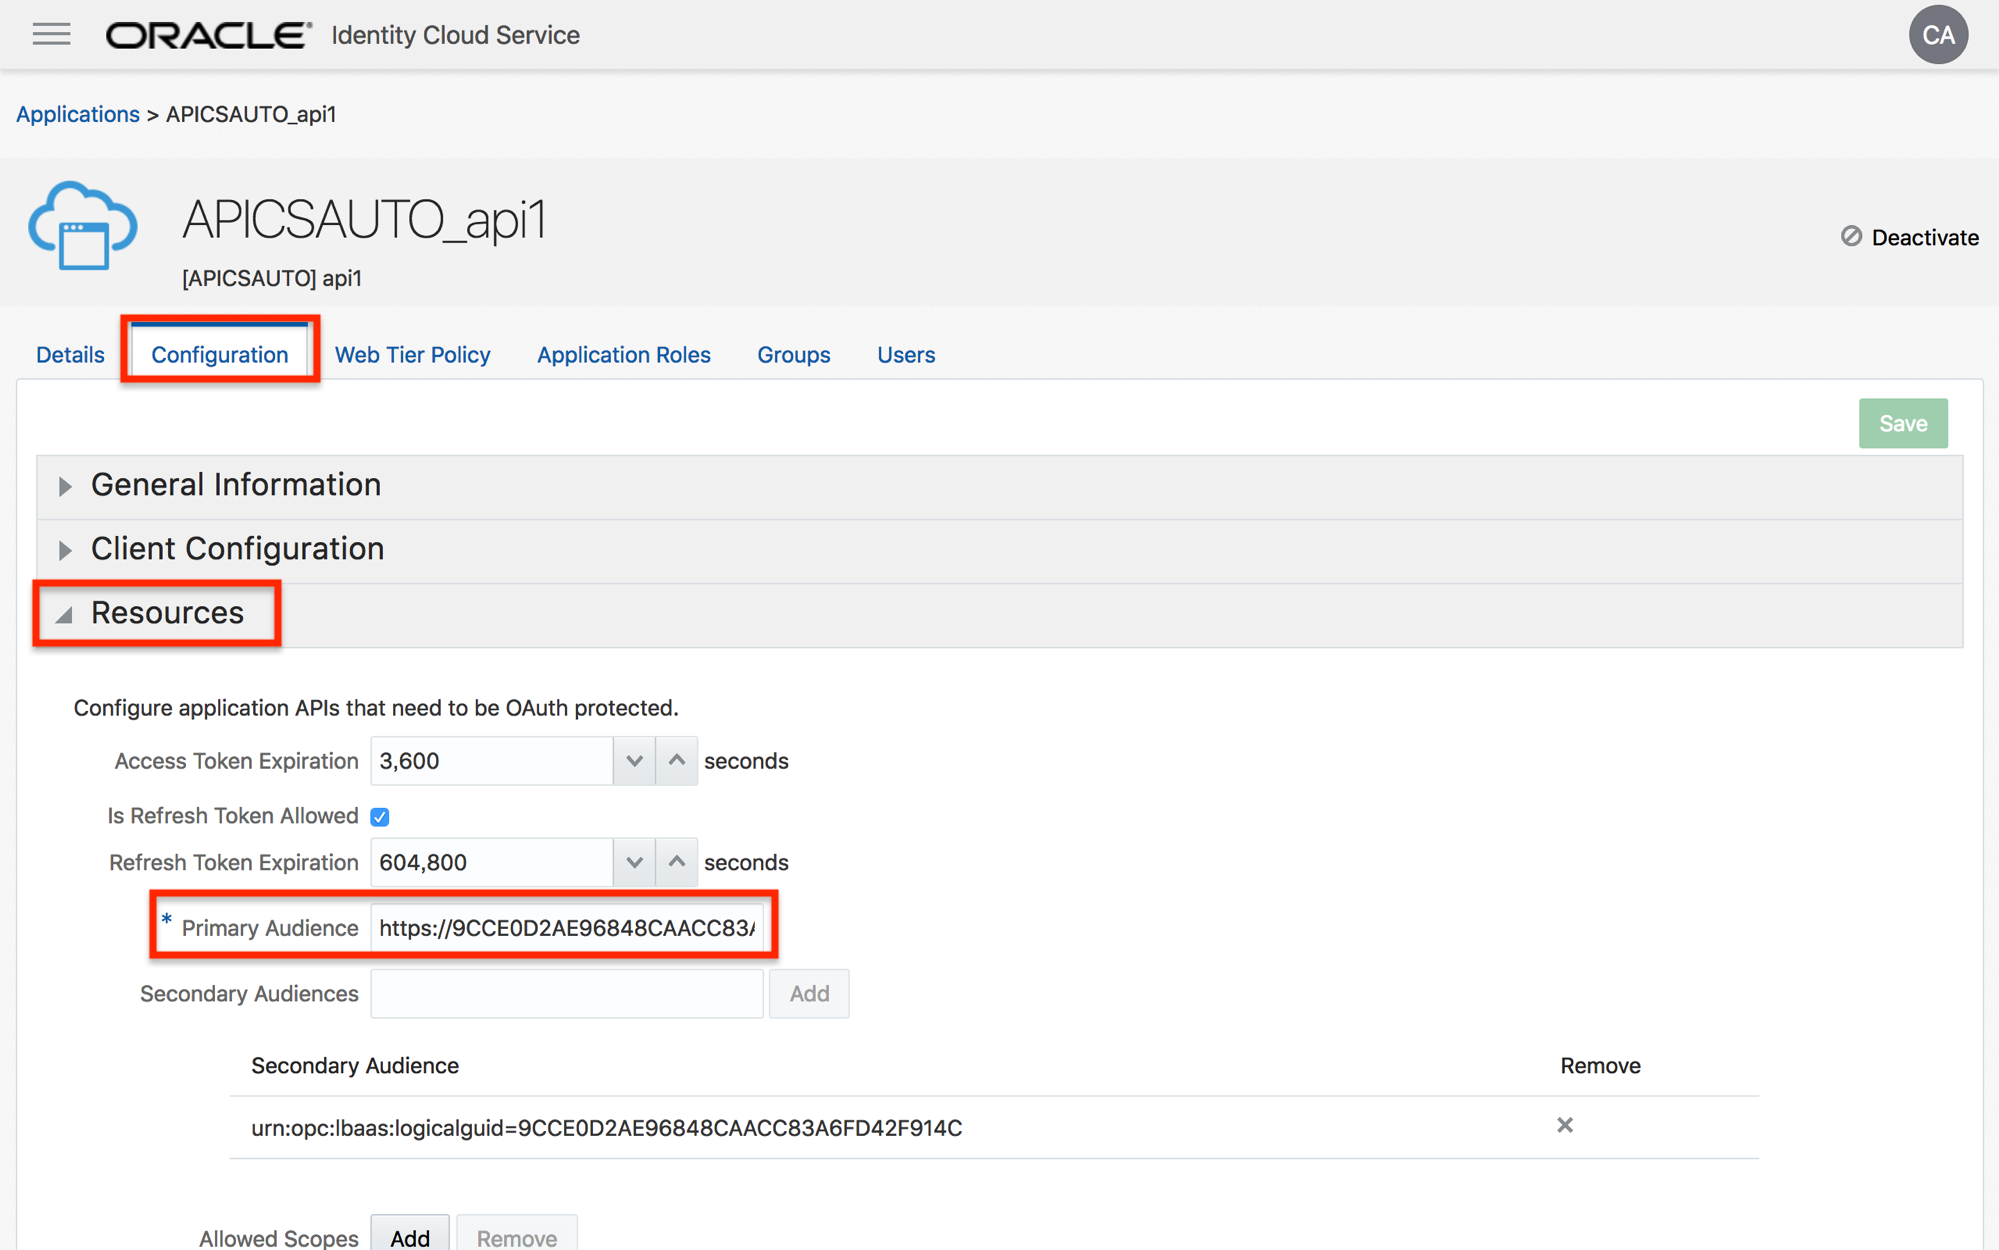 ORACLE® Identity Cloud Service
CA
Applications > APICSAUTO_api1
APICSAUTO_api1
[APICSAUTO] api1
Deactivate
Details Configuration Web Tier Policy Application Roles Groups Users
Save
General Information
Client Configuration
Resources
Configure application APIs that need to be OAuth protected.
Access Token Expiration 3,600 seconds
Is Refresh Token Allowed
Refresh Token Expiration 604,800 seconds
* Primary Audience https://9CCE0D2AE96848CAACC83A
Secondary Audiences Add
Secondary Audience Remove
urn:opc:lbaas:logicalguid=9CCE0D2AE96848CAACC83A6FD42F914C
Allowed Scopes Add Remove